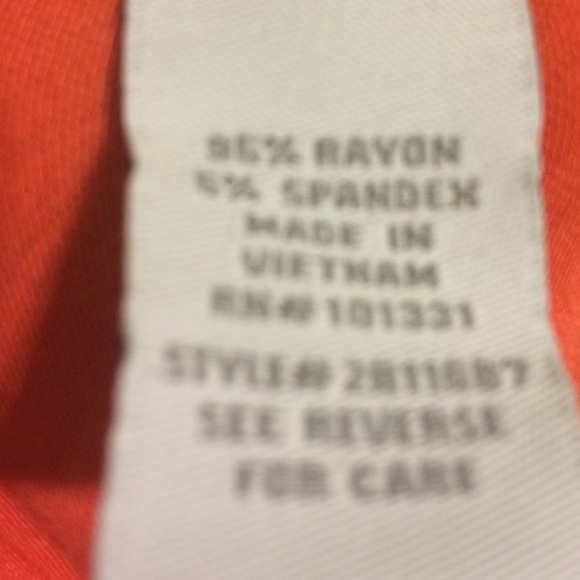 95% RAYON
5% SPANDEX
MADE IN
VIETNAM
RN# 101331
STYLE#
SEE REVERSE
FOR CARE